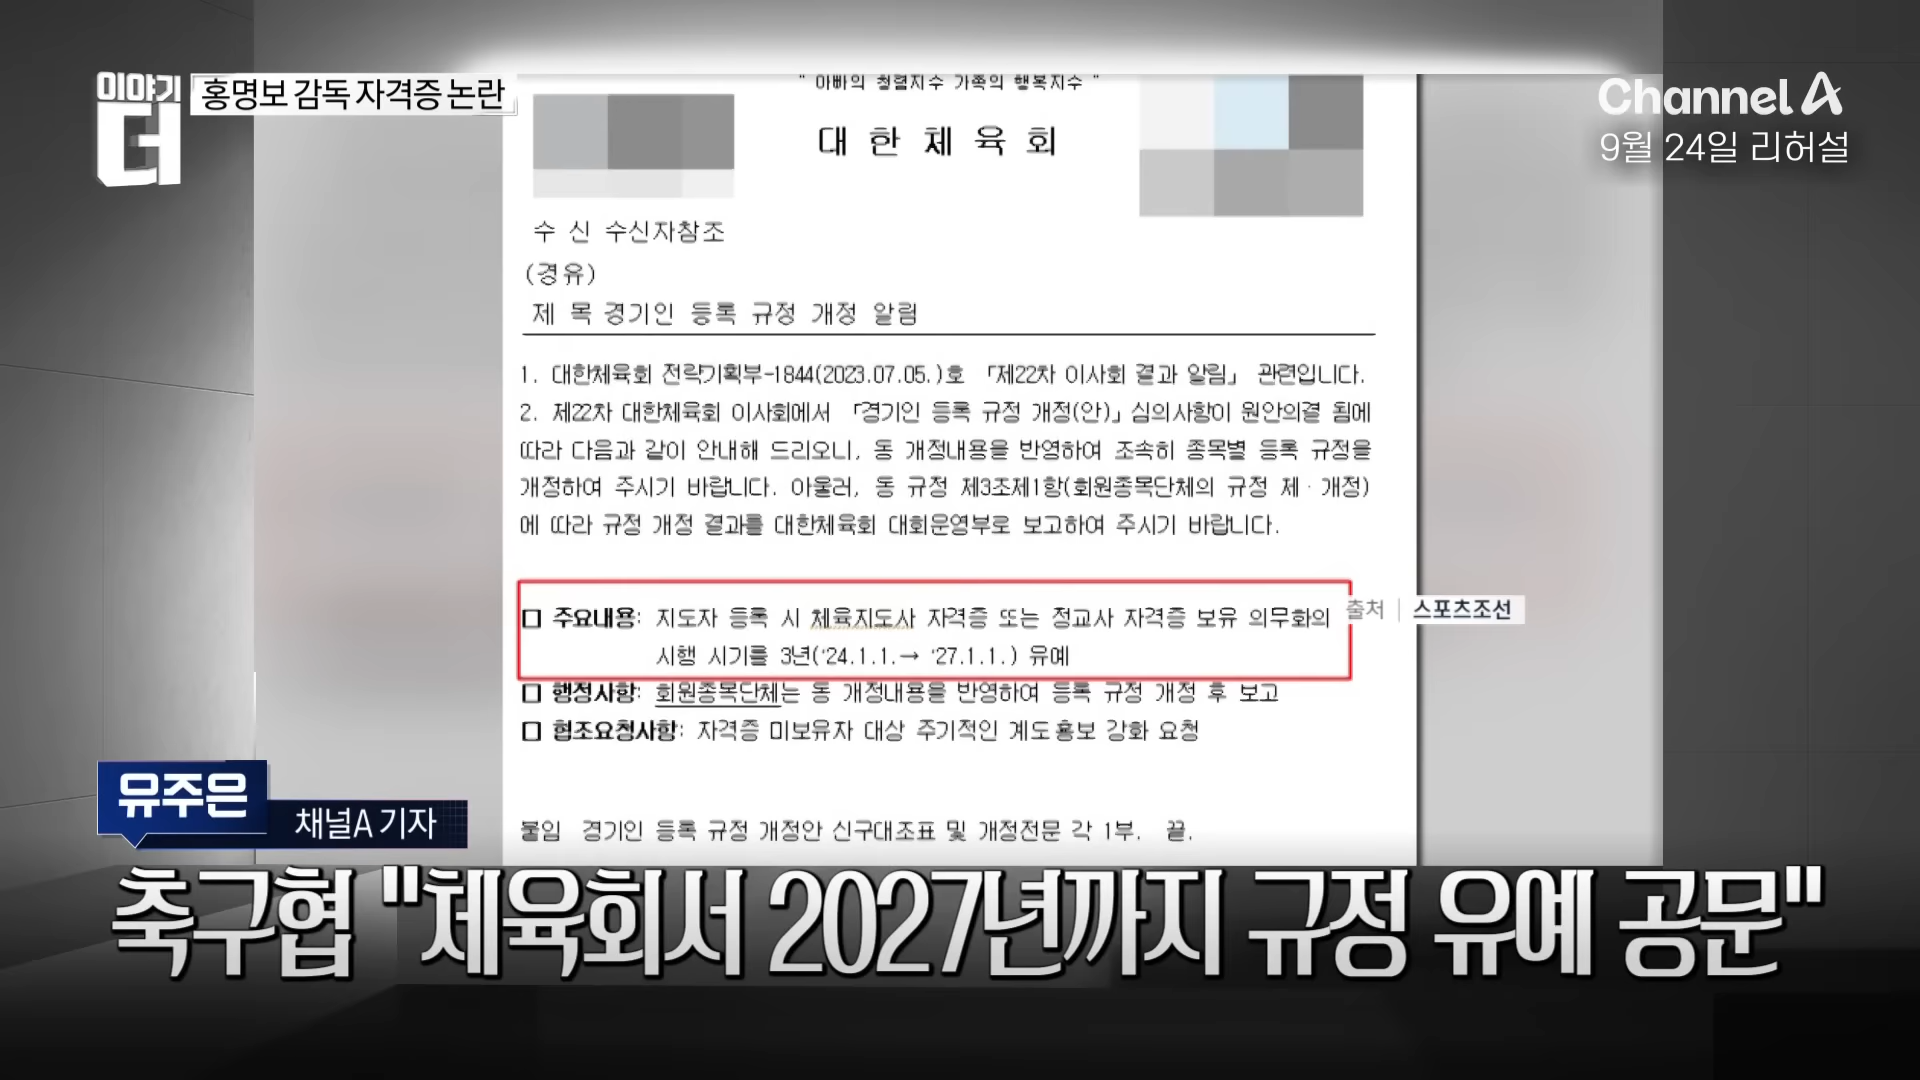 이야기 더
홍명보 감독 자격증 논란
Channel A
9월 24일 리허설
" 아빠의 청렴지수 가족의 행복지수 "
대 한 체 육 회
수 신 수신자참조
(경유)
제 목 경기인 등록 규정 개정 알림
1. 대한체육회 전략기획부-1844(2023.07.05.)호 「제22차 이사회 결과 알림」 관련입니다.
2. 제22차 대한체육회 이사회에서 「경기인 등록 규정 개정(안)」 심의사항이 원안의결 됨에
따라 다음과 같이 안내해 드리오니, 동 개정내용을 반영하여 조속히 종목별 등록 규정을
개정하여 주시기 바랍니다. 아울러, 동 규정 제3조제1항(회원종목단체의 규정 제·개정)
에 따라 규정 개정 결과를 대한체육회 대회운영부로 보고하여 주시기 바랍니다.
□ 주요내용: 지도자 등록 시 체육지도사 자격증 또는 정교사 자격증 보유 의무화의
시행 시기를 3년('24.1.1.→ '27.1.1.) 유예
출처 | 스포츠조선
□ 행정사항: 회원종목단체는 동 개정내용을 반영하여 등록 규정 개정 후 보고
□ 협조요청사항: 자격증 미보유자 대상 주기적인 계도홍보 강화 요청
붙임 경기인 등록 규정 개정안 신구대조표 및 개정전문 각 1부. 끝.
유주은
채널A 기자
축구협 "체육회서 2027년까지 규정 유예 공문"